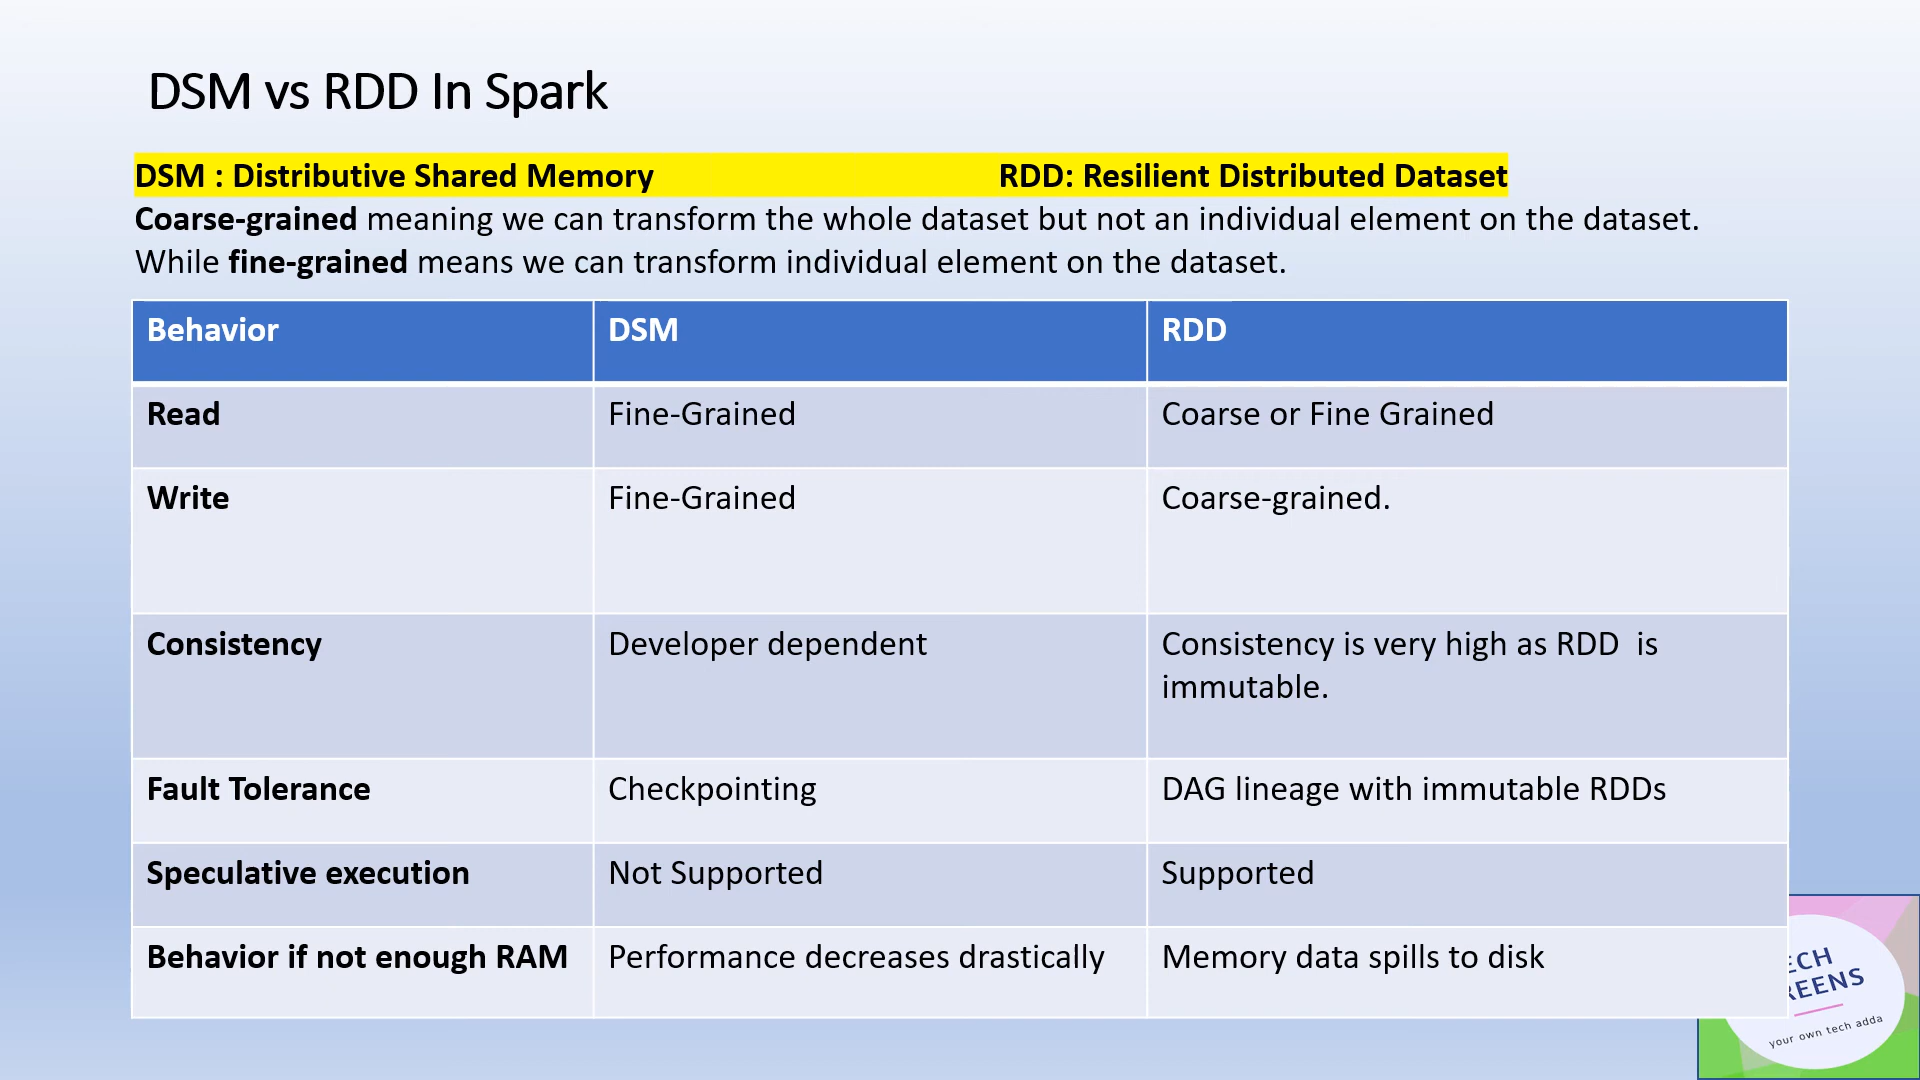 DSM vs RDD In Spark
DSM : Distributive Shared Memory RDD: Resilient Distributed Dataset
Coarse-grained meaning we can transform the whole dataset but not an individual element on the dataset.
While fine-grained means we can transform individual element on the dataset.
Behavior DSM RDD
Read Fine-Grained Coarse or Fine Grained
Write Fine-Grained Coarse-grained.
Consistency Developer dependent Consistency is very high as RDD is
immutable.
Fault Tolerance Checkpointing DAG lineage with immutable RDDs
Speculative execution Not Supported Supported
Behavior if not enough RAM Performance decreases drastically Memory data spills to disk
your own tech adda